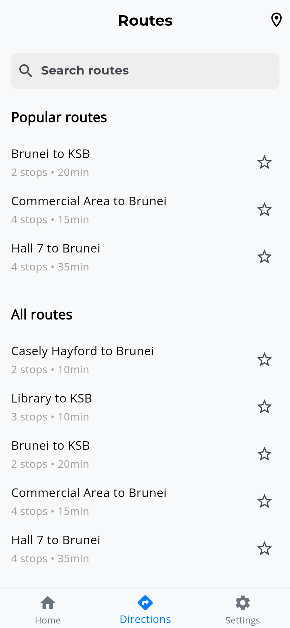 Routes
Search routes
Popular routes
Brunei to KSB
2 stops • 20min
Commercial Area to Brunei
4 stops • 15min
Hall 7 to Brunei
4 stops • 35min
All routes
Casely Hayford to Brunei
2 stops • 10min
Library to KSB
3 stops • 10min
Brunei to KSB
2 stops • 20min
Commercial Area to Brunei
4 stops • 15min
Hall 7 to Brunei
4 stops • 35min
Home
Directions
Settings